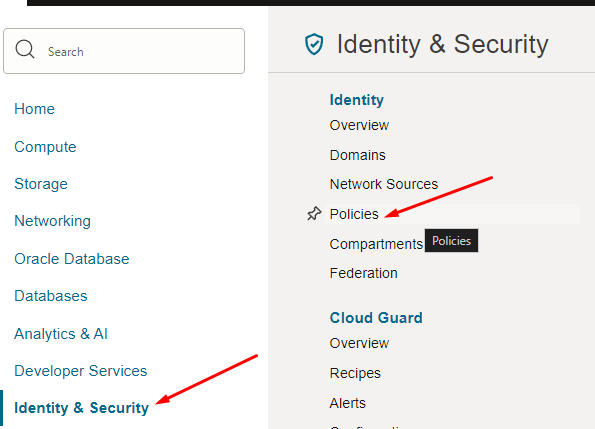 Search
Home
Compute
Storage
Networking
Oracle Database
Databases
Analytics & AI
Developer Services
Identity & Security
Identity & Security
Identity
Overview
Domains
Network Sources
Policies
Compartments
Policies
Federation
Cloud Guard
Overview
Recipes
Alerts